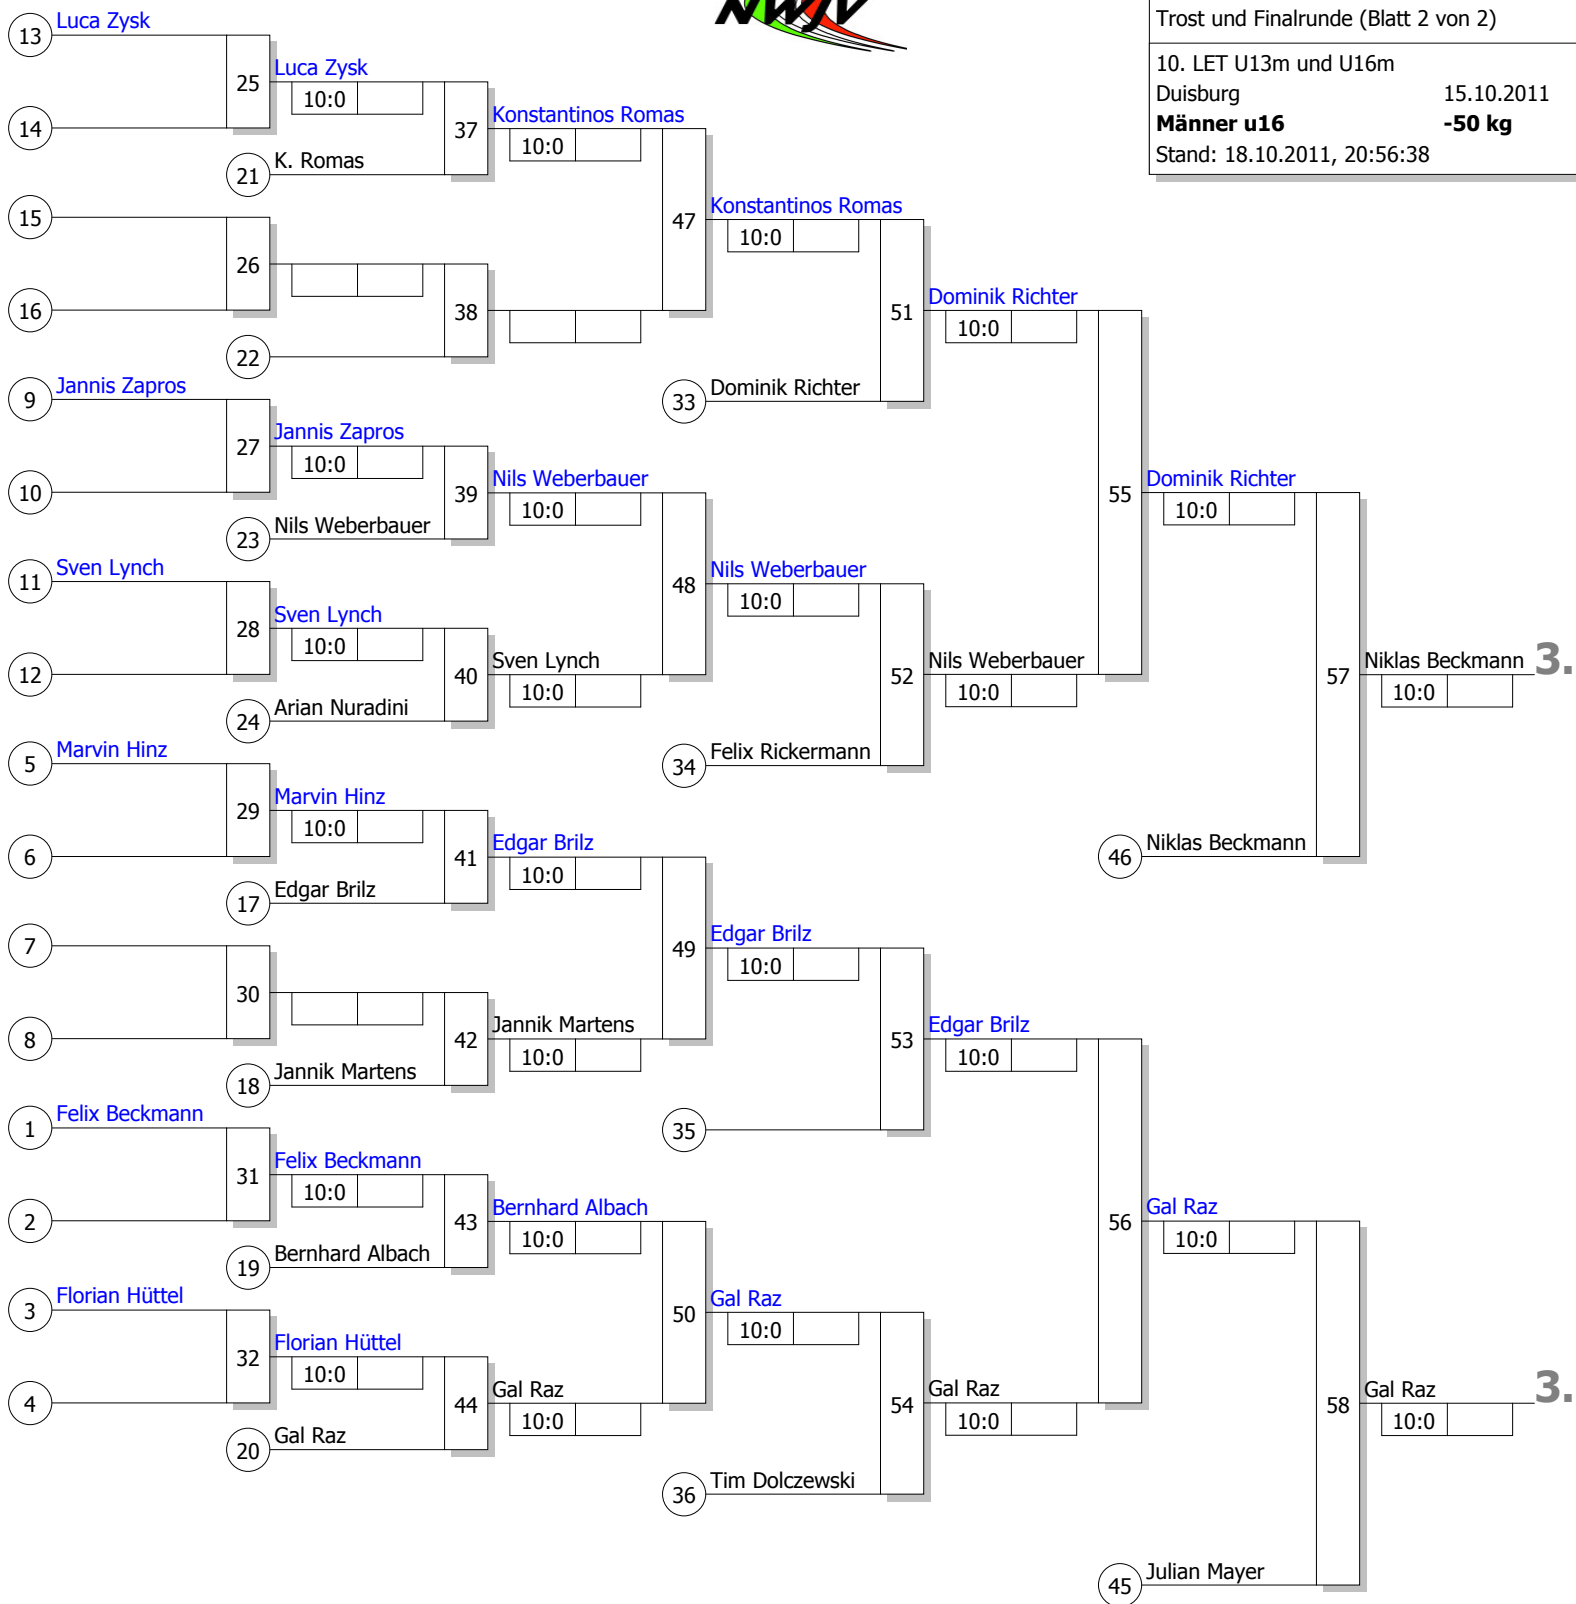 NWJV
Trost und Finalrunde (Blatt 2 von 2)
10. LET U13m und U16m
Duisburg 15.10.2011
Männer u16 -50 kg
Stand: 18.10.2011, 20:56:38
13 Luca Zysk
14
25 Luca Zysk
10:0
21 K. Romas
37 Konstantinos Romas
10:0
15
16
26
22
38
47 Konstantinos Romas
10:0
33 Dominik Richter
51 Dominik Richter
10:0
9 Jannis Zapros
10
27 Jannis Zapros
10:0
23 Nils Weberbauer
39 Nils Weberbauer
10:0
11 Sven Lynch
12
28 Sven Lynch
10:0
24 Arian Nuradini
40 Sven Lynch
10:0
48 Nils Weberbauer
10:0
34 Felix Rickermann
52 Nils Weberbauer
10:0
55 Dominik Richter
10:0
46 Niklas Beckmann
57 Niklas Beckmann 3.
10:0
5 Marvin Hinz
6
29 Marvin Hinz
10:0
17 Edgar Brilz
41 Edgar Brilz
10:0
7
8
30
18 Jannik Martens
42 Jannik Martens
10:0
49 Edgar Brilz
10:0
35
53 Edgar Brilz
10:0
1 Felix Beckmann
2
31 Felix Beckmann
10:0
19 Bernhard Albach
43 Bernhard Albach
10:0
3 Florian Hüttel
4
32 Florian Hüttel
10:0
20 Gal Raz
44 Gal Raz
10:0
50 Gal Raz
10:0
36 Tim Dolczewski
54 Gal Raz
10:0
56 Gal Raz
10:0
45 Julian Mayer
58 Gal Raz 3.
10:0